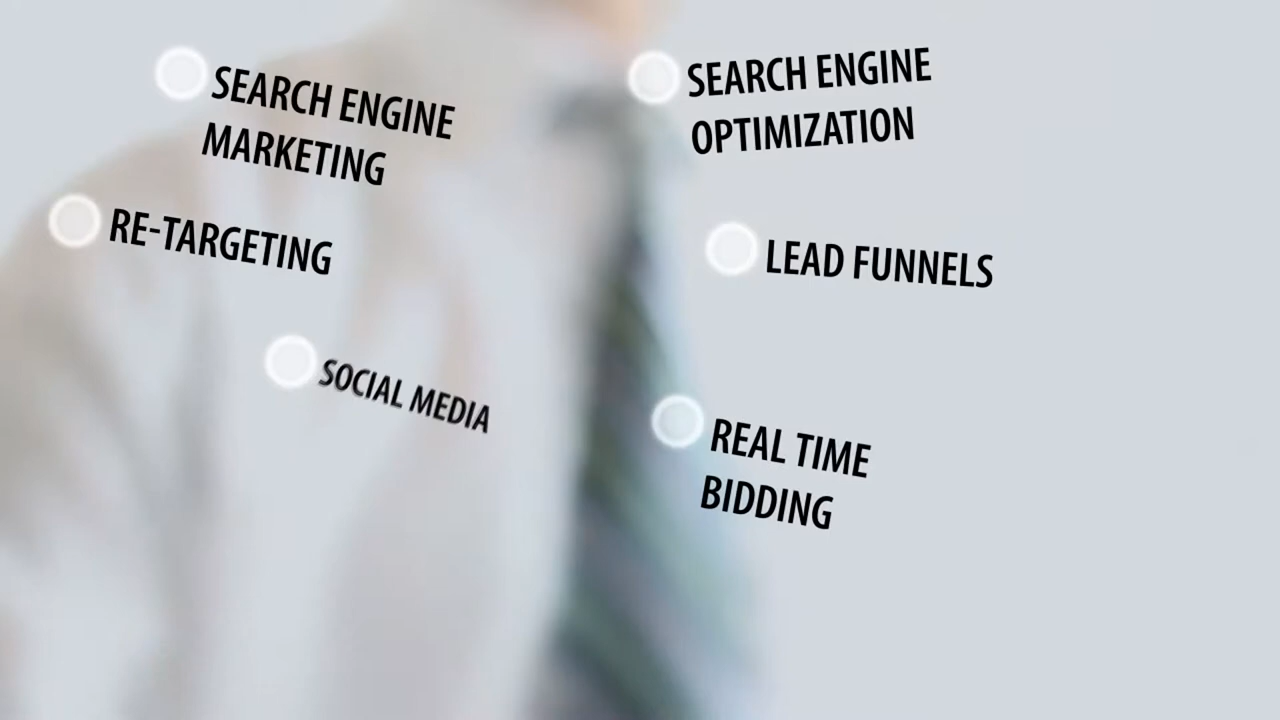 SEARCH ENGINE
MARKETING
RE-TARGETING
SOCIAL MEDIA
SEARCH ENGINE
OPTIMIZATION
LEAD FUNNELS
REAL TIME
BIDDING